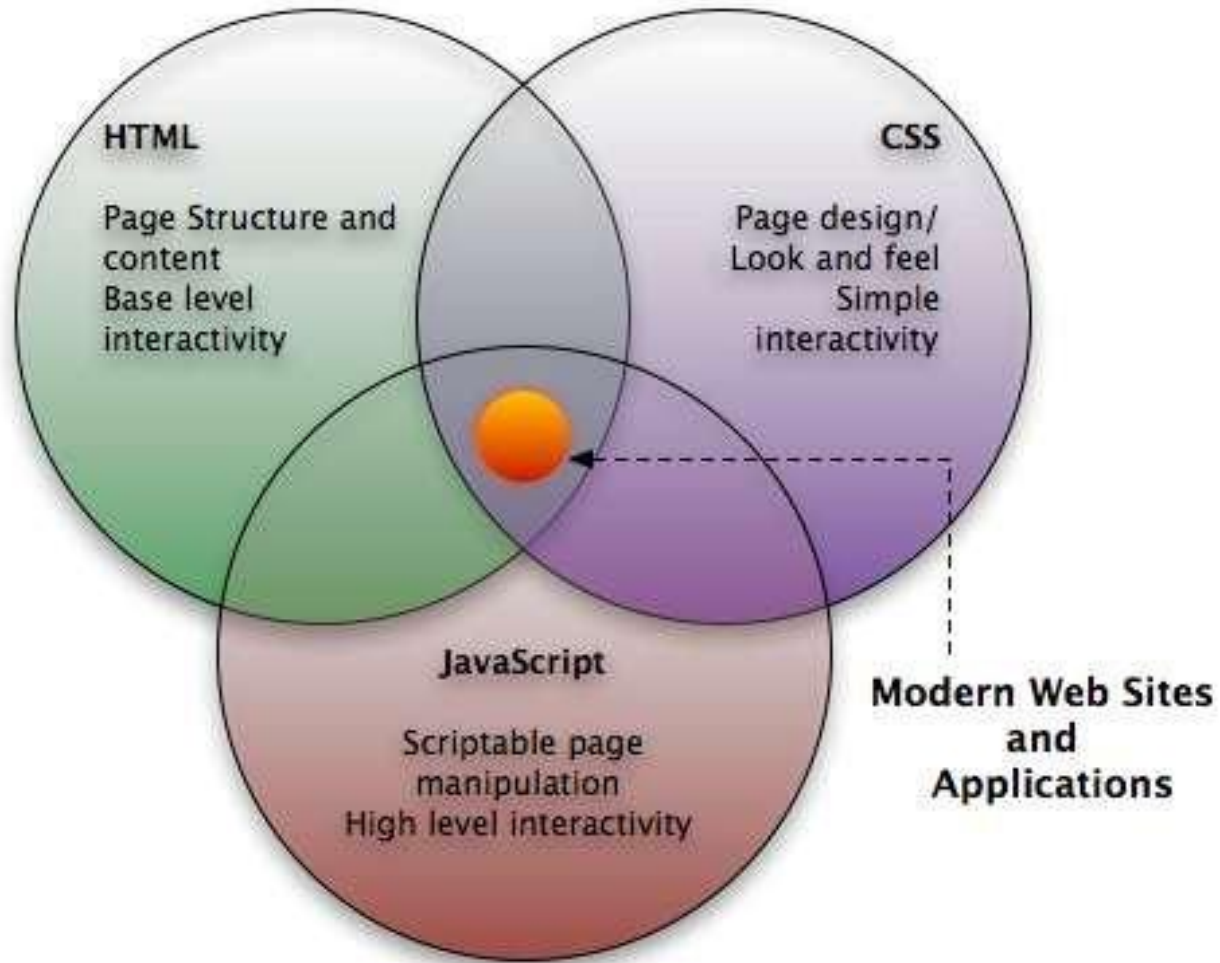 HTML
Page Structure and
content
Base level
interactivity
CSS
Page design/
Look and feel
Simple
interactivity
JavaScript
Scriptable page
manipulation
High level interactivity
Modern Web Sites
and
Applications